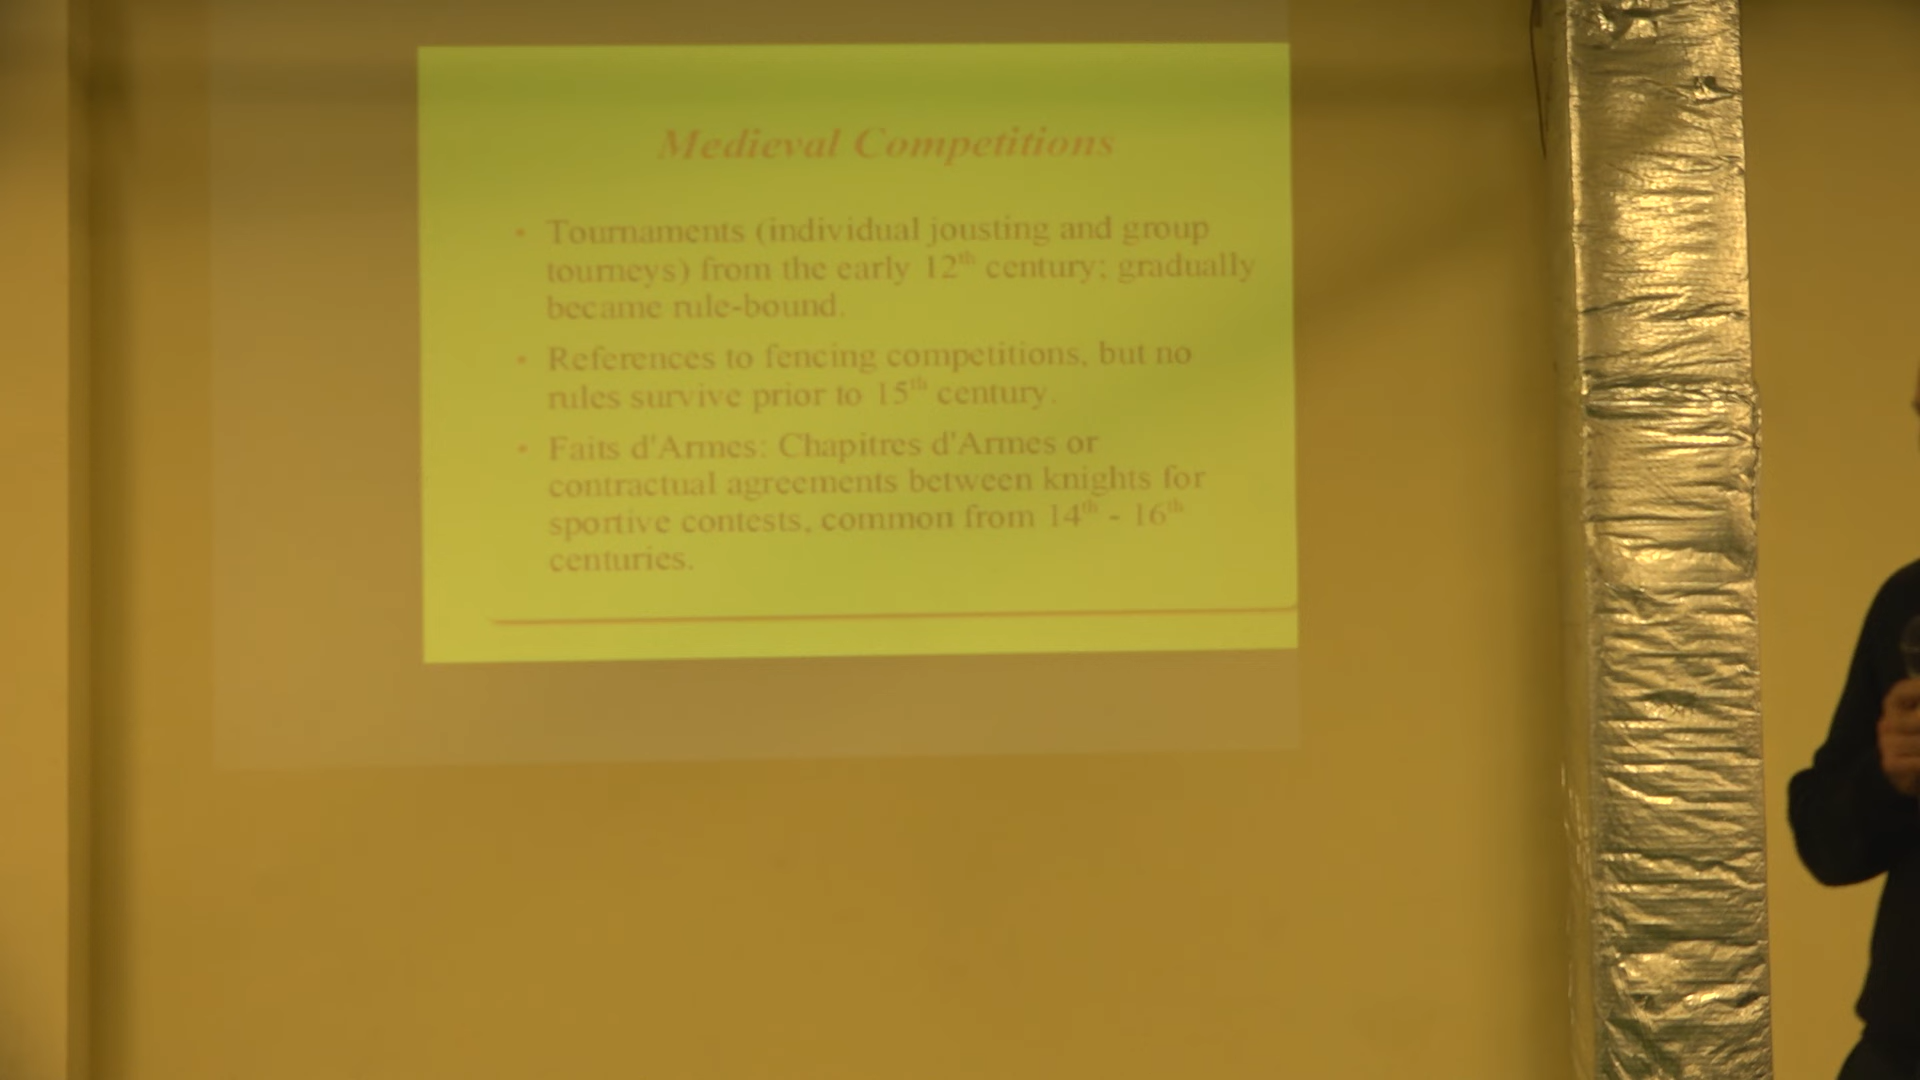 Medieval Competitions
• Tournaments (individual jousting and group
tourneys) from the early 12th century; gradually
became rule-bound.
• References to fencing competitions, but no
rules survive prior to 15th century.
• Faits d'Armes: Chapitres d'Armes or
contractual agreements between knights for
sportive contests, common from 14th - 16th
centuries.